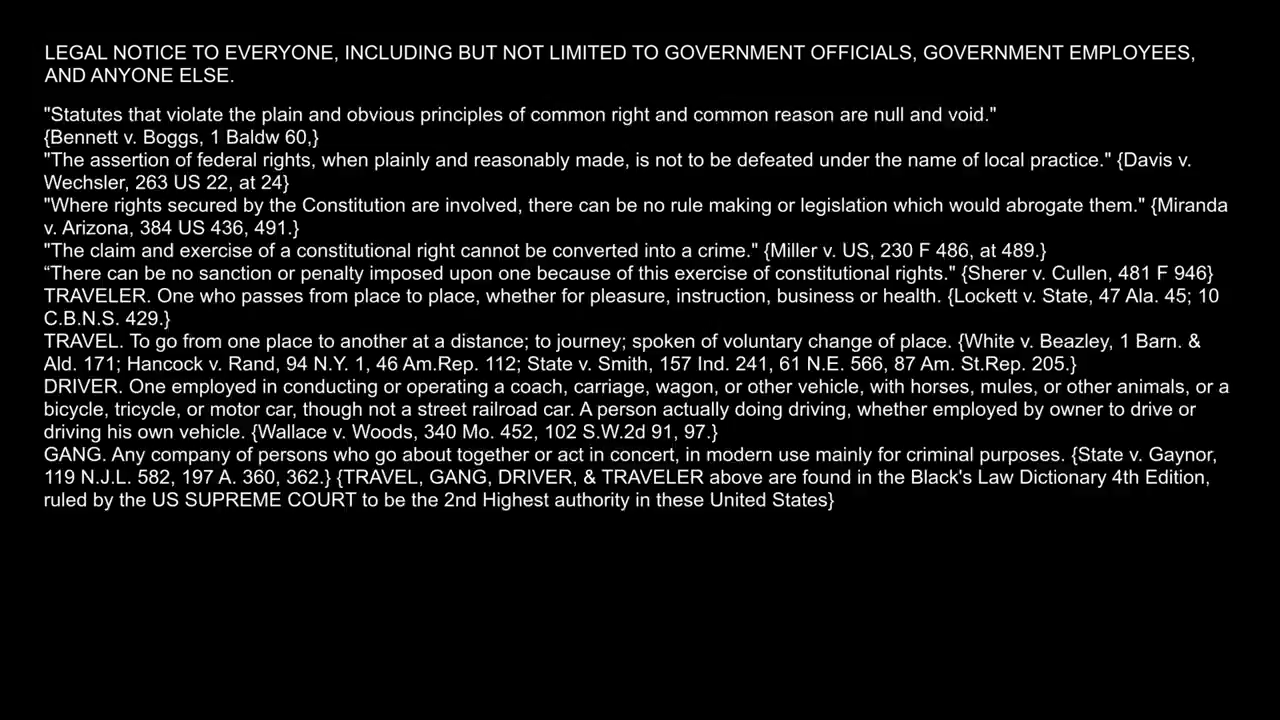 LEGAL NOTICE TO EVERYONE, INCLUDING BUT NOT LIMITED TO GOVERNMENT OFFICIALS, GOVERNMENT EMPLOYEES,
AND ANYONE ELSE.
"Statutes that violate the plain and obvious principles of common right and common reason are null and void."
{Bennett v. Boggs, 1 Baldw 60,}
"The assertion of federal rights, when plainly and reasonably made, is not to be defeated under the name of local practice." {Davis v.
Wechsler, 263 US 22, at 24}
"Where rights secured by the Constitution are involved, there can be no rule making or legislation which would abrogate them." {Miranda
v. Arizona, 384 US 436, 491.}
"The claim and exercise of a constitutional right cannot be converted into a crime." {Miller v. US, 230 F 486, at 489.}
“There can be no sanction or penalty imposed upon one because of this exercise of constitutional rights." {Sherer v. Cullen, 481 F 946}
TRAVELER. One who passes from place to place, whether for pleasure, instruction, business or health. {Lockett v. State, 47 Ala. 45; 10
C.B.N.S. 429.}
TRAVEL. To go from one place to another at a distance; to journey; spoken of voluntary change of place. {White v. Beazley, 1 Barn. &
Ald. 171; Hancock v. Rand, 94 N.Y. 1, 46 Am.Rep. 112; State v. Smith, 157 Ind. 241, 61 N.E. 566, 87 Am. St.Rep. 205.}
DRIVER. One employed in conducting or operating a coach, carriage, wagon, or other vehicle, with horses, mules, or other animals, or a
bicycle, tricycle, or motor car, though not a street railroad car. A person actually doing driving, whether employed by owner to drive or
driving his own vehicle. {Wallace v. Woods, 340 Mo. 452, 102 S.W.2d 91, 97.}
GANG. Any company of persons who go about together or act in concert, in modern use mainly for criminal purposes. {State v. Gaynor,
119 N.J.L. 582, 197 A. 360, 362.} {TRAVEL, GANG, DRIVER, & TRAVELER above are found in the Black's Law Dictionary 4th Edition,
ruled by the US SUPREME COURT to be the 2nd Highest authority in these United States}